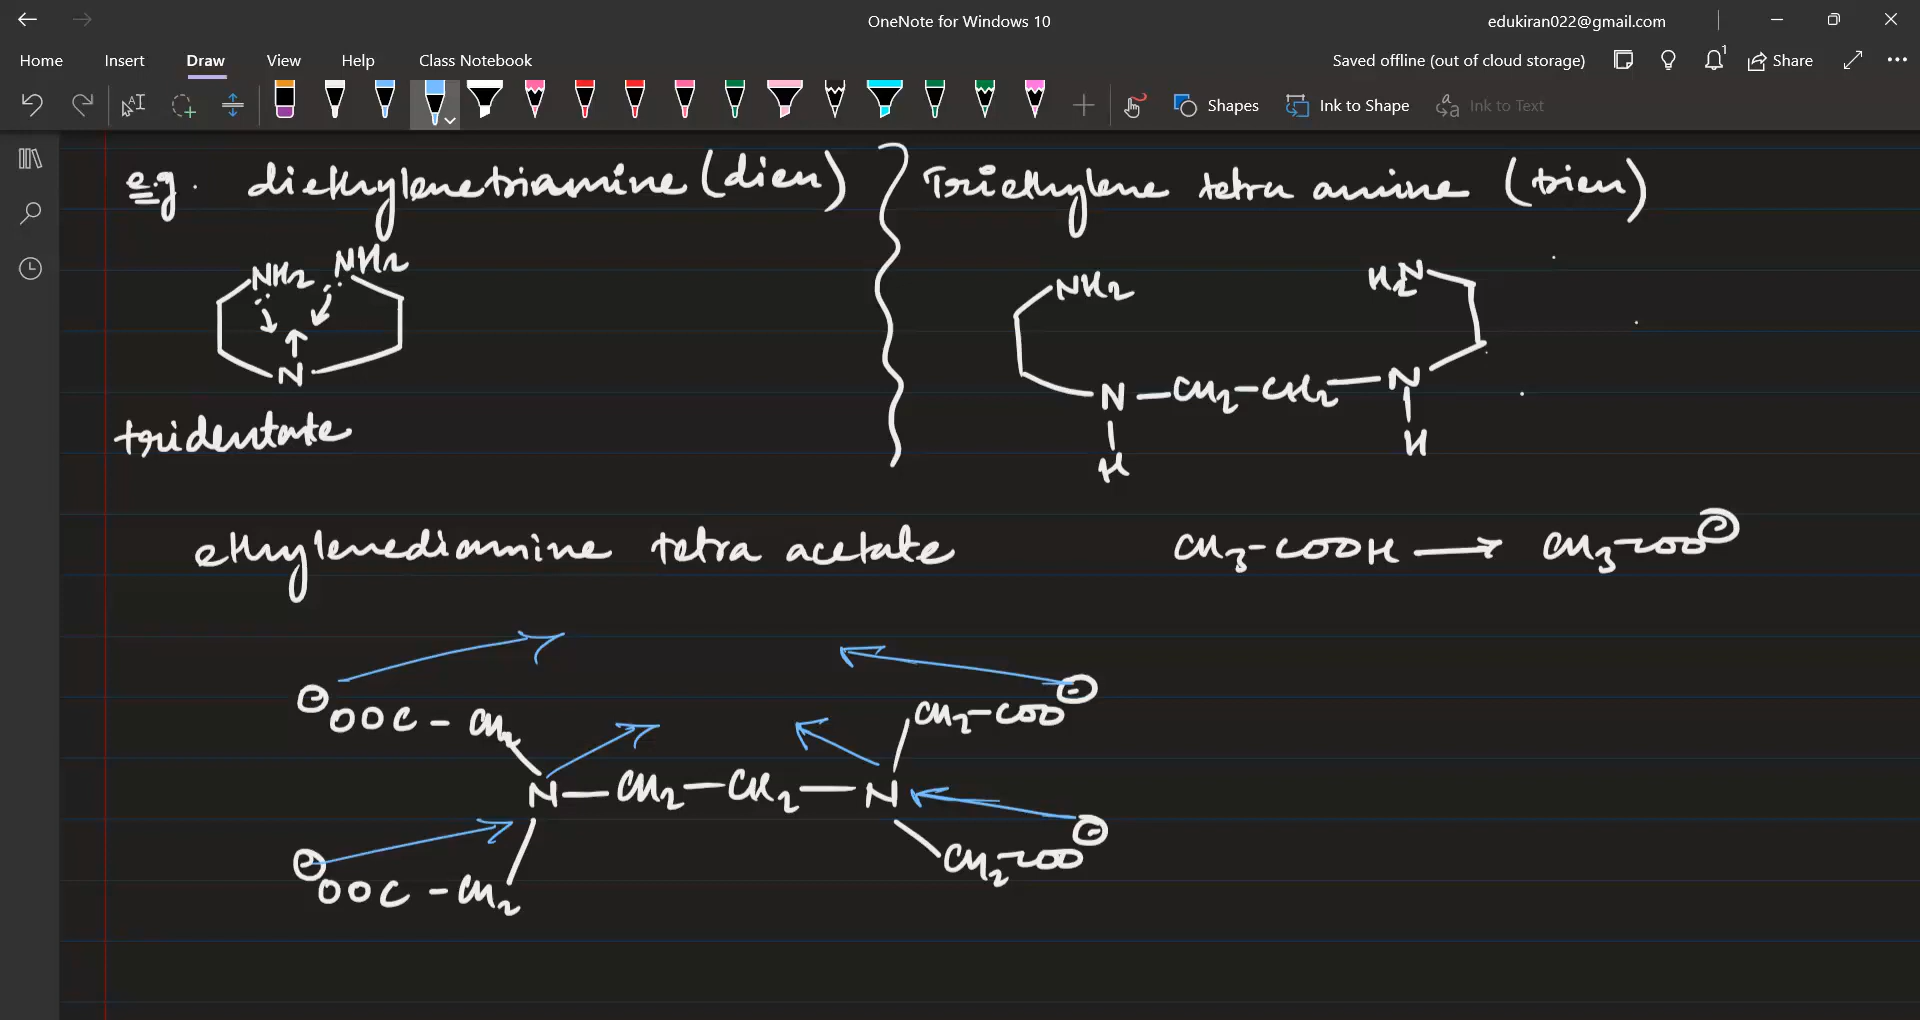 OneNote for Windows 10
edukiran022@gmail.com
Home Insert Draw View Help Class Notebook
Saved offline (out of cloud storage)
1
Share
Shapes
Ink to Shape
Ink to Text
e.g. diethylenetriamine (dien)
Triethylene tetra amine (trien)
NH2 NH2
N
tridentate
NH2 H2N
N — CH2 — CH2 — N
H H
ethylenediamine tetra acetate
CH3-COOH → CH3-COO⊖
⊖OOC - CH2 CH2-COO⊖
N — CH2 — CH2 — N
⊖OOC - CH2 CH2-COO⊖